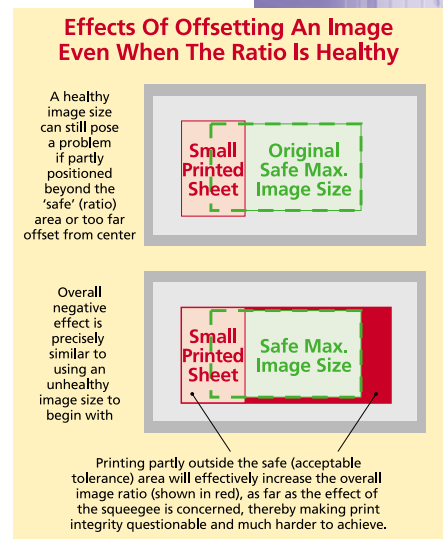 Effects Of Offsetting An Image
Even When The Ratio Is Healthy
A healthy
image size
can still pose
a problem
if partly
positioned
beyond the
‘safe’ (ratio)
area or too far
offset from center
Small
Printed
Sheet
Original
Safe Max.
Image Size
Overall
negative
effect is
precisely
similar to
using an
unhealthy
image size to
begin with
Small
Printed
Sheet
Safe Max.
Image Size
Printing partly outside the safe (acceptable
tolerance) area will effectively increase the overall
image ratio (shown in red), as far as the effect of
the squeegee is concerned, thereby making print
integrity questionable and much harder to achieve.